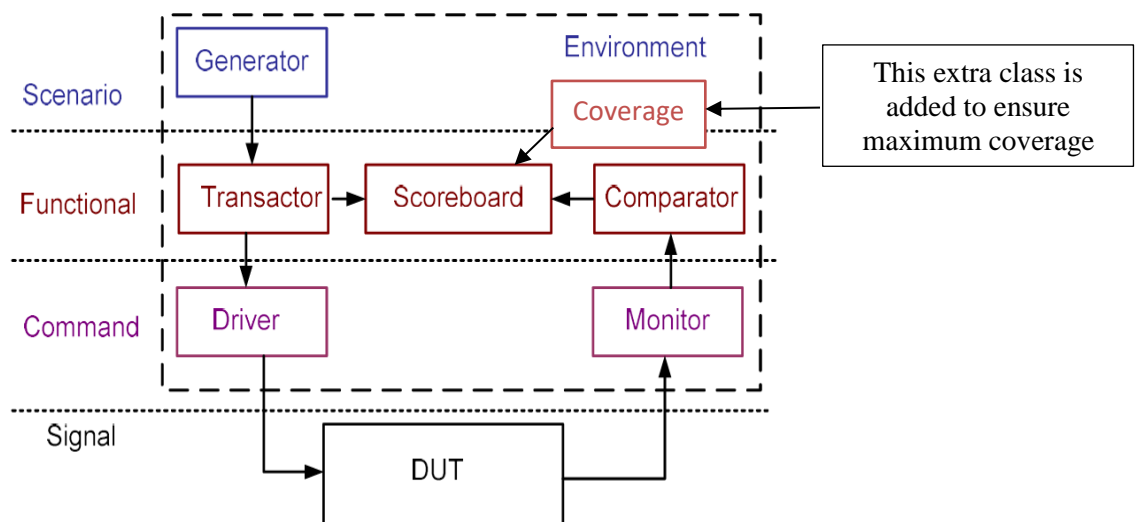 Generator
Environment
Scenario
Coverage
This extra class is
added to ensure
maximum coverage
Functional
Transactor
Scoreboard
Comparator
Command
Driver
Monitor
Signal
DUT